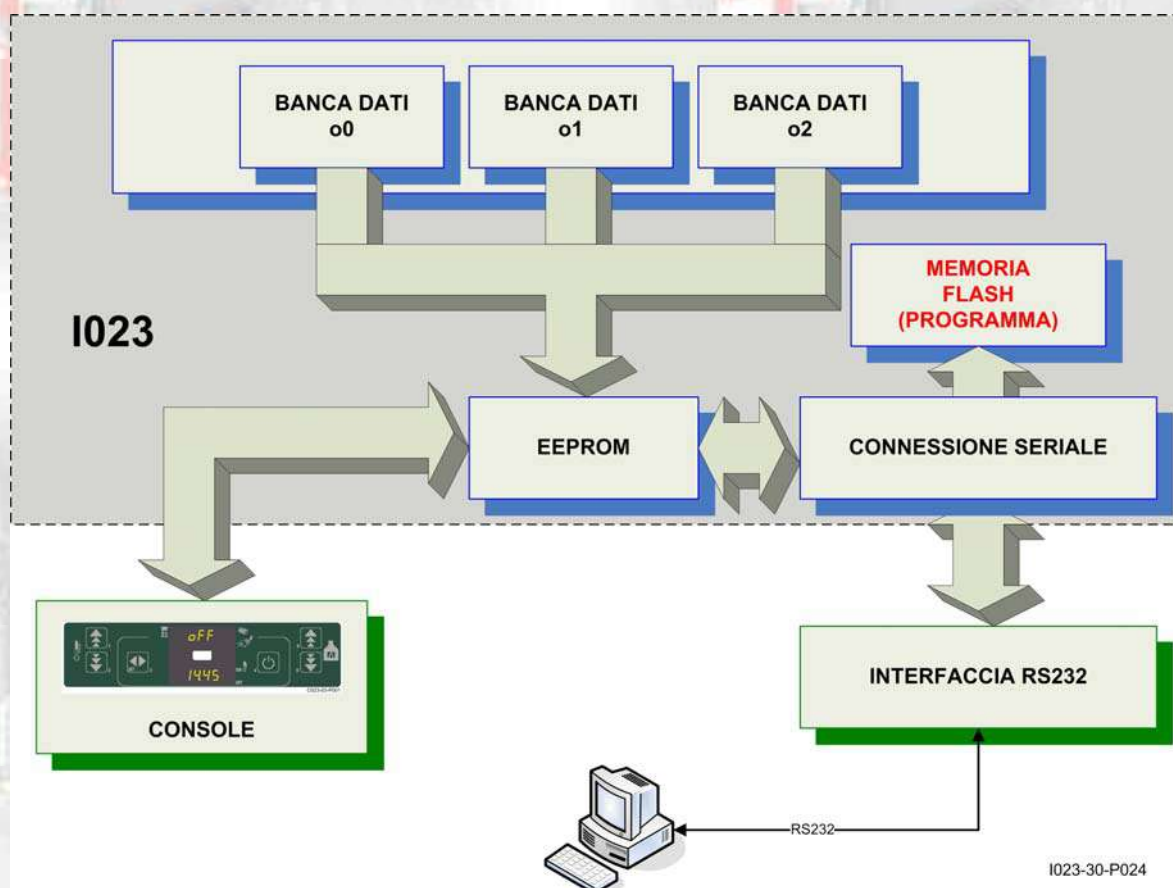 BANCA DATI
o0
BANCA DATI
o1
BANCA DATI
o2
MEMORIA
FLASH
(PROGRAMMA)
I023
EEPROM
CONNESSIONE SERIALE
oFF
1445
CONSOLE
INTERFACCIA RS232
RS232
I023-30-P024